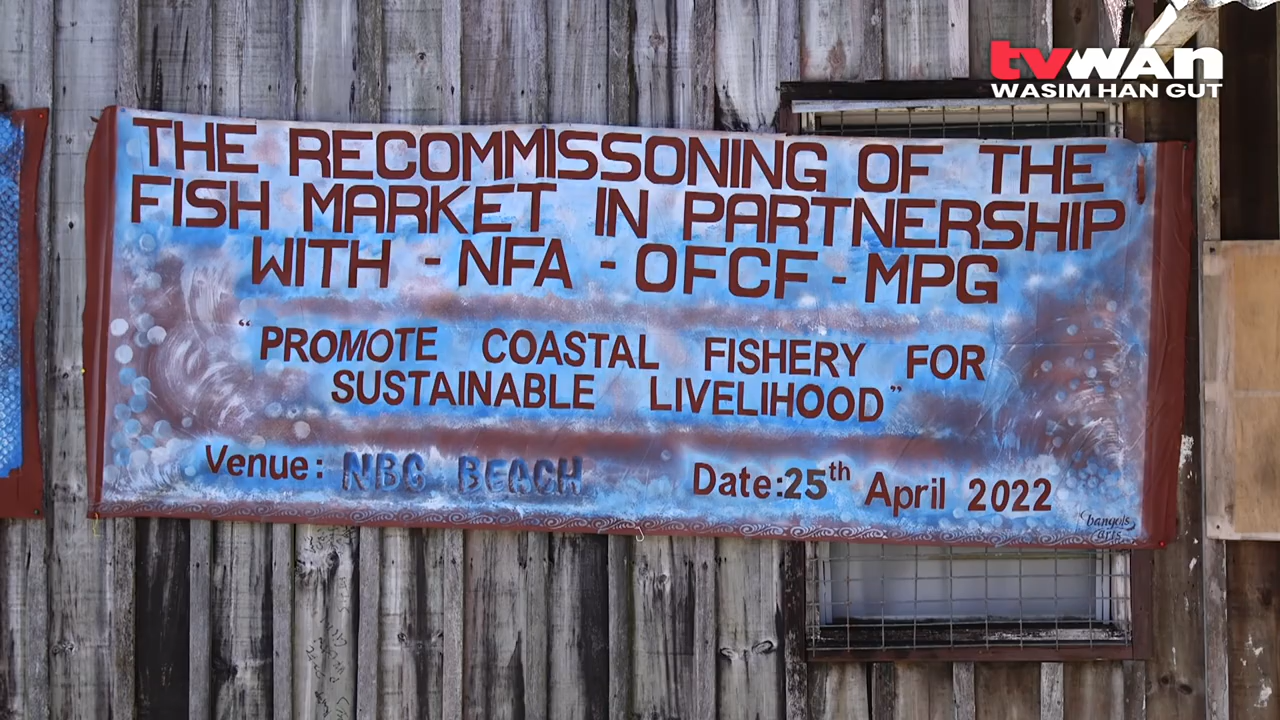 tvwan
WASIM HAN GUT
THE RECOMMISSONING OF THE
FISH MARKET IN PARTNERSHIP
WITH - NFA - OFCF - MPG
“PROMOTE COASTAL FISHERY FOR
SUSTAINABLE LIVELIHOOD”
Venue: NBC BEACH
Date:25th April 2022
bangols
arts